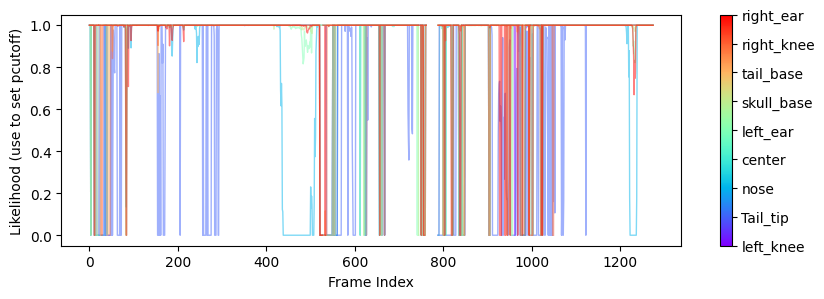 Likelihood (use to set pcutoff)
1.0
0.8
0.6
0.4
0.2
0.0
0
200
400
600
800
1000
1200
Frame Index
right_ear
right_knee
tail_base
skull_base
left_ear
center
nose
Tail_tip
left_knee